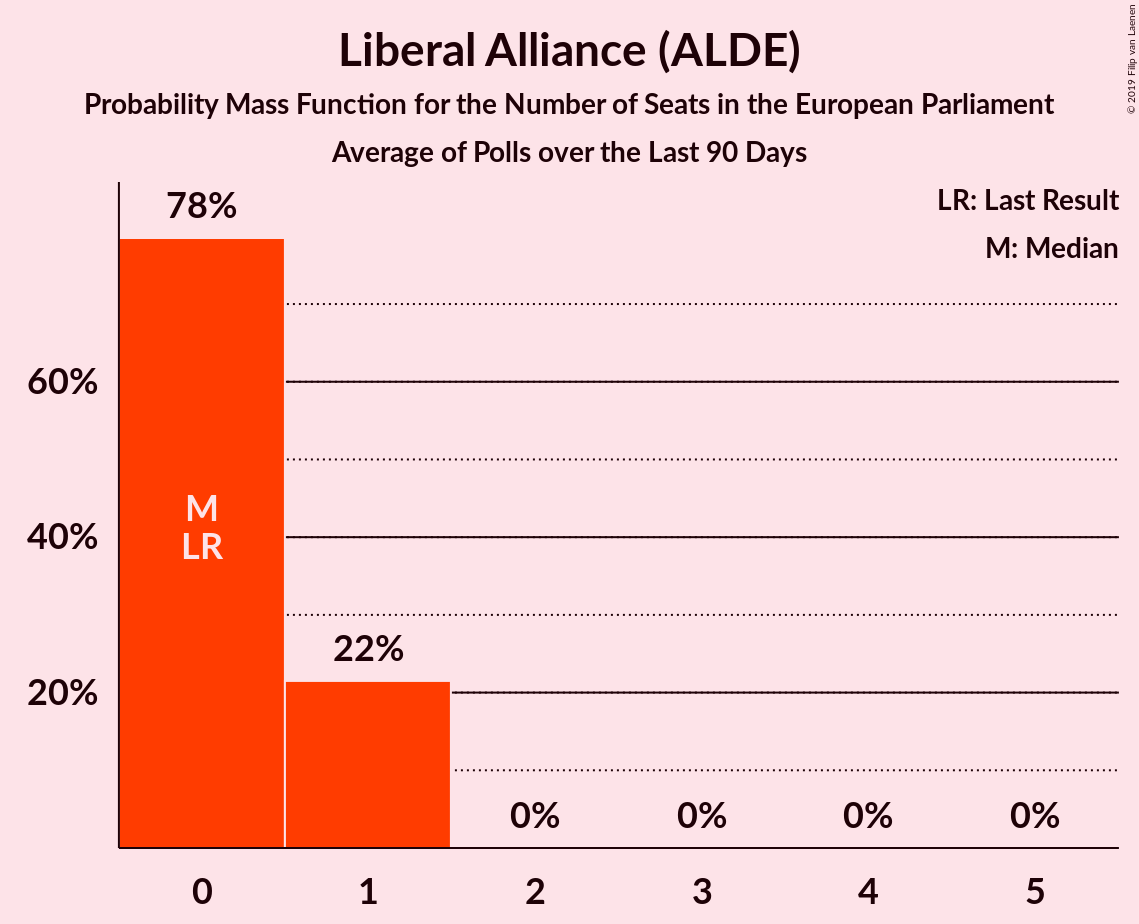 Liberal Alliance (ALDE)
Probability Mass Function for the Number of Seats in the European Parliament
Average of Polls over the Last 90 Days
© 2019 Filip van Laenen
LR: Last Result
M: Median
78%
60%
M
40%
LR
22%
20%
0% 0% 0% 0%
0 1 2 3 4 5